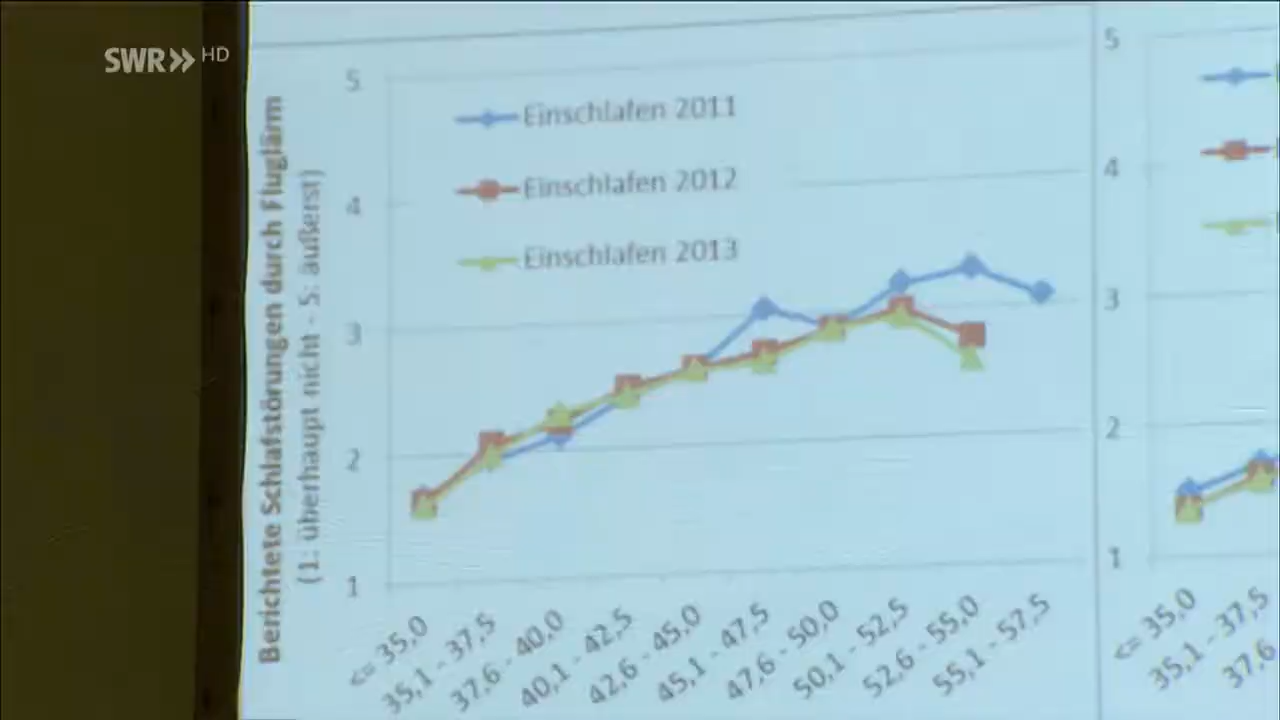 SWR» HD
Berichtete Schlafstörungen durch Fluglärm
(1: überhaupt nicht - 5: äußerst)
5
4
3
2
1
Einschlafen 2011
Einschlafen 2012
Einschlafen 2013
<= 35,0
35,1 - 37,5
37,6 - 40,0
40,1 - 42,5
42,6 - 45,0
45,1 - 47,5
47,6 - 50,0
50,1 - 52,5
52,6 - 55,0
55,1 - 57,5
5
4
3
2
1
<= 35,0
35,1 - 37,5
37,6